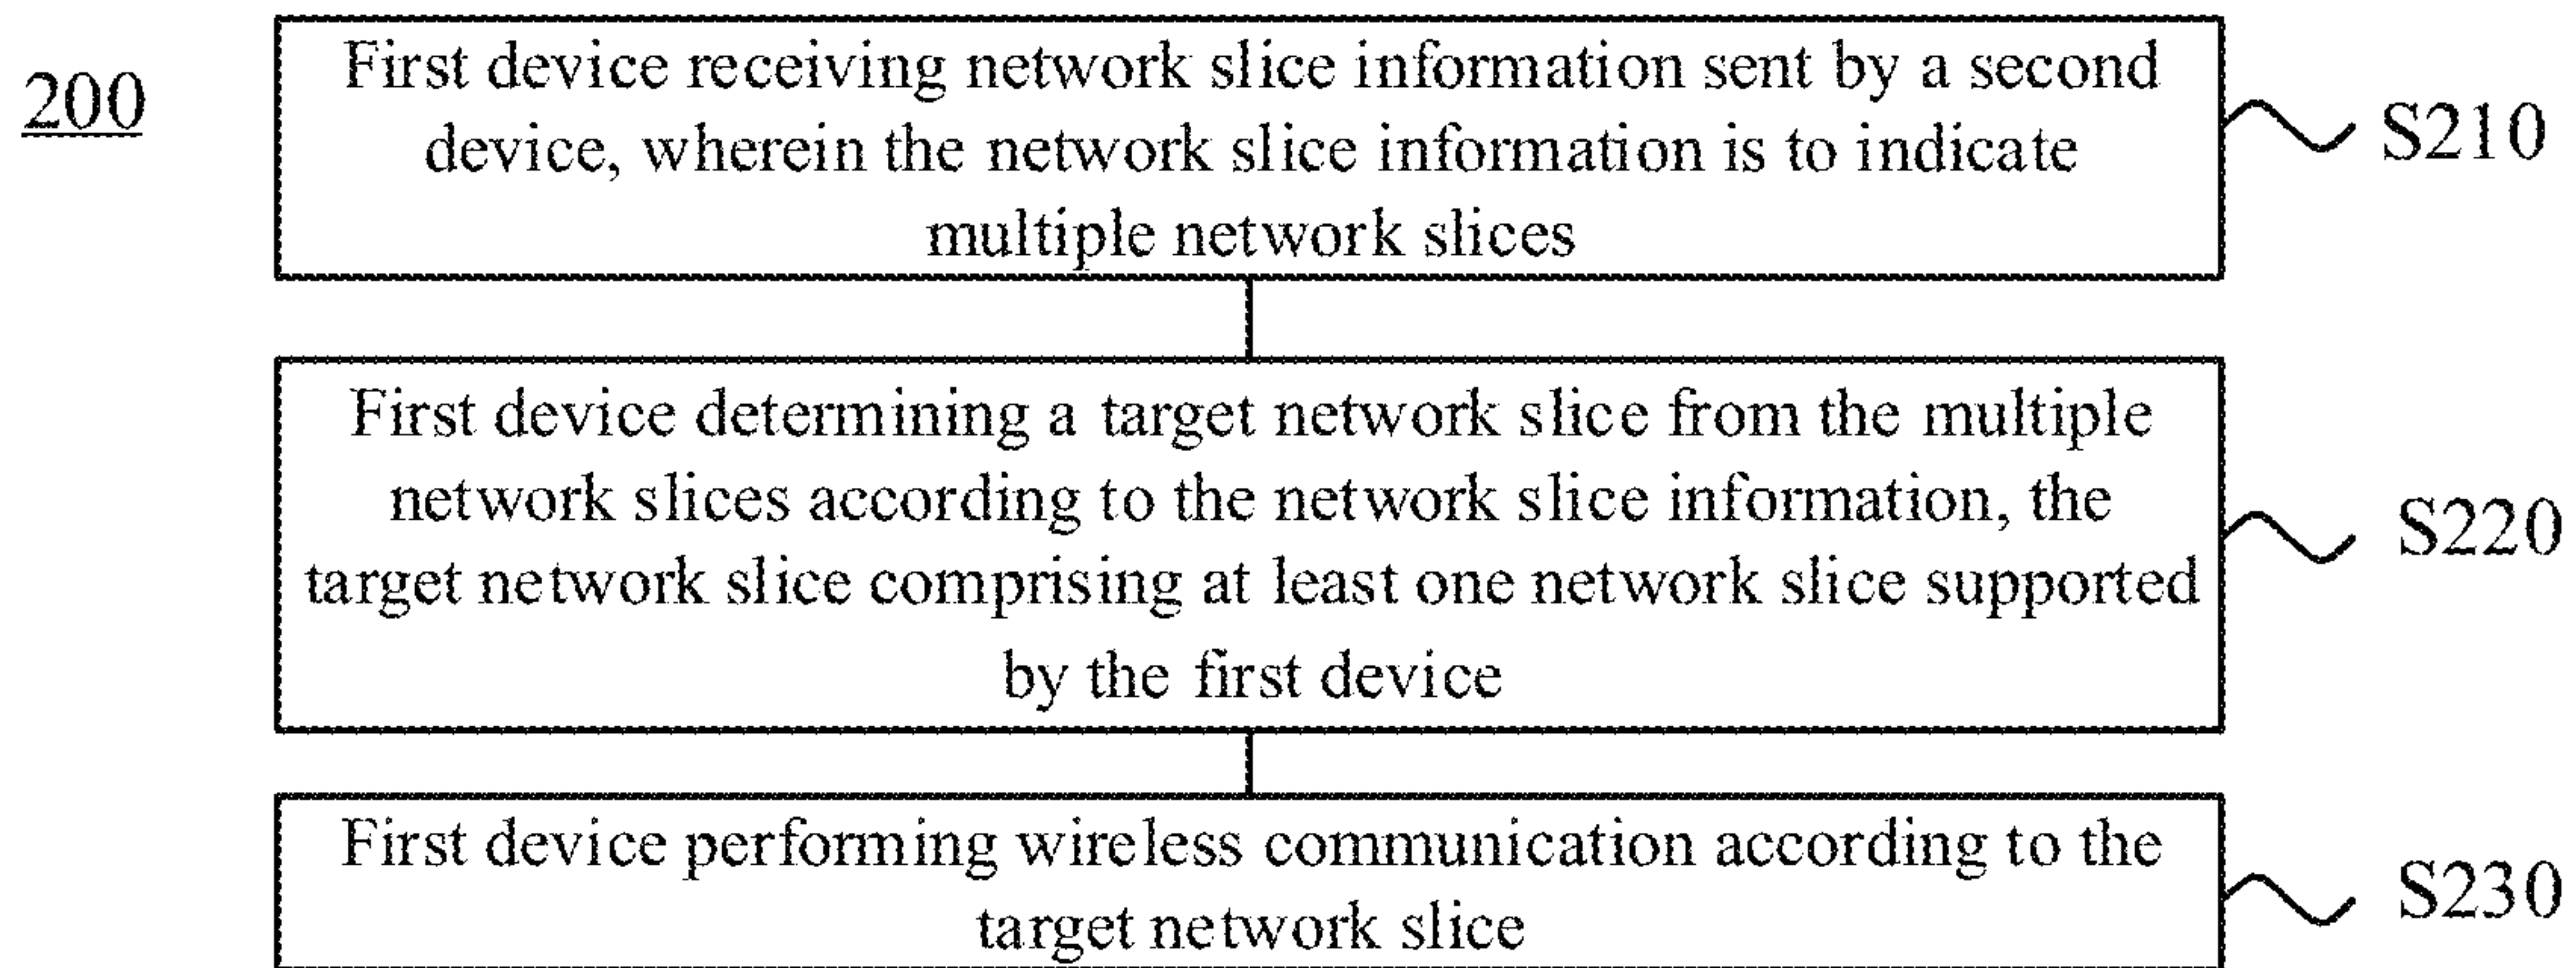 200
First device receiving network slice information sent by a second
device, wherein the network slice information is to indicate
multiple network slices
S210
First device determining a target network slice from the multiple
network slices according to the network slice information, the
target network slice comprising at least one network slice supported
by the first device
S220
First device performing wireless communication according to the
target network slice
S230